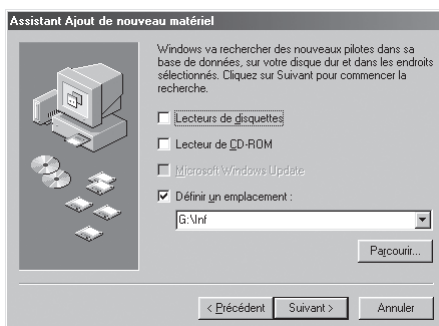 Assistant Ajout de nouveau matériel
Windows va rechercher des nouveaux pilotes dans sa
base de données, sur votre disque dur et dans les endroits
sélectionnés. Cliquez sur Suivant pour commencer la
recherche.
Lecteurs de disquettes
Lecteur de CD-ROM
Microsoft Windows Update
Définir un emplacement :
G:\Inf
Parcourir...
< Précédent
Suivant >
Annuler